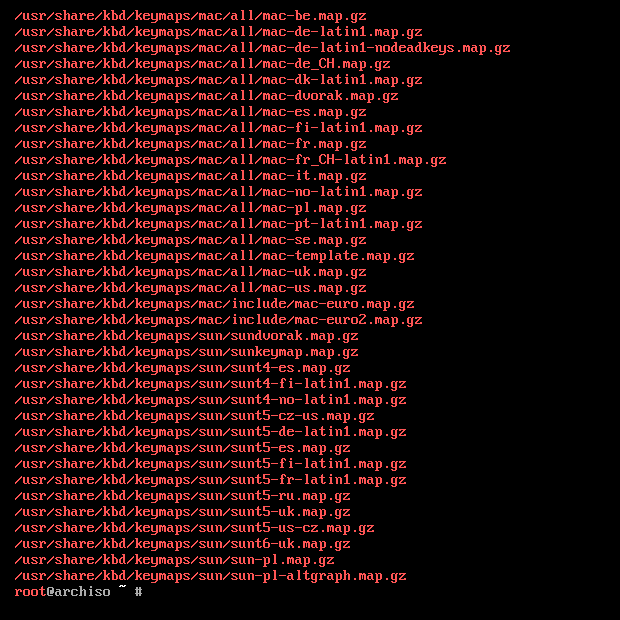 /usr/share/kbd/keymaps/mac/all/mac-be.map.gz
/usr/share/kbd/keymaps/mac/all/mac-de-latin1.map.gz
/usr/share/kbd/keymaps/mac/all/mac-de-latin1-nodeadkeys.map.gz
/usr/share/kbd/keymaps/mac/all/mac-de_CH.map.gz
/usr/share/kbd/keymaps/mac/all/mac-dk-latin1.map.gz
/usr/share/kbd/keymaps/mac/all/mac-dvorak.map.gz
/usr/share/kbd/keymaps/mac/all/mac-es.map.gz
/usr/share/kbd/keymaps/mac/all/mac-fi-latin1.map.gz
/usr/share/kbd/keymaps/mac/all/mac-fr.map.gz
/usr/share/kbd/keymaps/mac/all/mac-fr_CH-latin1.map.gz
/usr/share/kbd/keymaps/mac/all/mac-it.map.gz
/usr/share/kbd/keymaps/mac/all/mac-no-latin1.map.gz
/usr/share/kbd/keymaps/mac/all/mac-pl.map.gz
/usr/share/kbd/keymaps/mac/all/mac-pt-latin1.map.gz
/usr/share/kbd/keymaps/mac/all/mac-se.map.gz
/usr/share/kbd/keymaps/mac/all/mac-template.map.gz
/usr/share/kbd/keymaps/mac/all/mac-uk.map.gz
/usr/share/kbd/keymaps/mac/all/mac-us.map.gz
/usr/share/kbd/keymaps/mac/include/mac-euro.map.gz
/usr/share/kbd/keymaps/mac/include/mac-euro2.map.gz
/usr/share/kbd/keymaps/sun/sundvorak.map.gz
/usr/share/kbd/keymaps/sun/sunkeymap.map.gz
/usr/share/kbd/keymaps/sun/sunt4-es.map.gz
/usr/share/kbd/keymaps/sun/sunt4-fi-latin1.map.gz
/usr/share/kbd/keymaps/sun/sunt4-no-latin1.map.gz
/usr/share/kbd/keymaps/sun/sunt5-cz-us.map.gz
/usr/share/kbd/keymaps/sun/sunt5-de-latin1.map.gz
/usr/share/kbd/keymaps/sun/sunt5-es.map.gz
/usr/share/kbd/keymaps/sun/sunt5-fi-latin1.map.gz
/usr/share/kbd/keymaps/sun/sunt5-fr-latin1.map.gz
/usr/share/kbd/keymaps/sun/sunt5-ru.map.gz
/usr/share/kbd/keymaps/sun/sunt5-uk.map.gz
/usr/share/kbd/keymaps/sun/sunt5-us-cz.map.gz
/usr/share/kbd/keymaps/sun/sunt6-uk.map.gz
/usr/share/kbd/keymaps/sun/sun-pl.map.gz
/usr/share/kbd/keymaps/sun/sun-pl-altgraph.map.gz
root@archiso ~ #